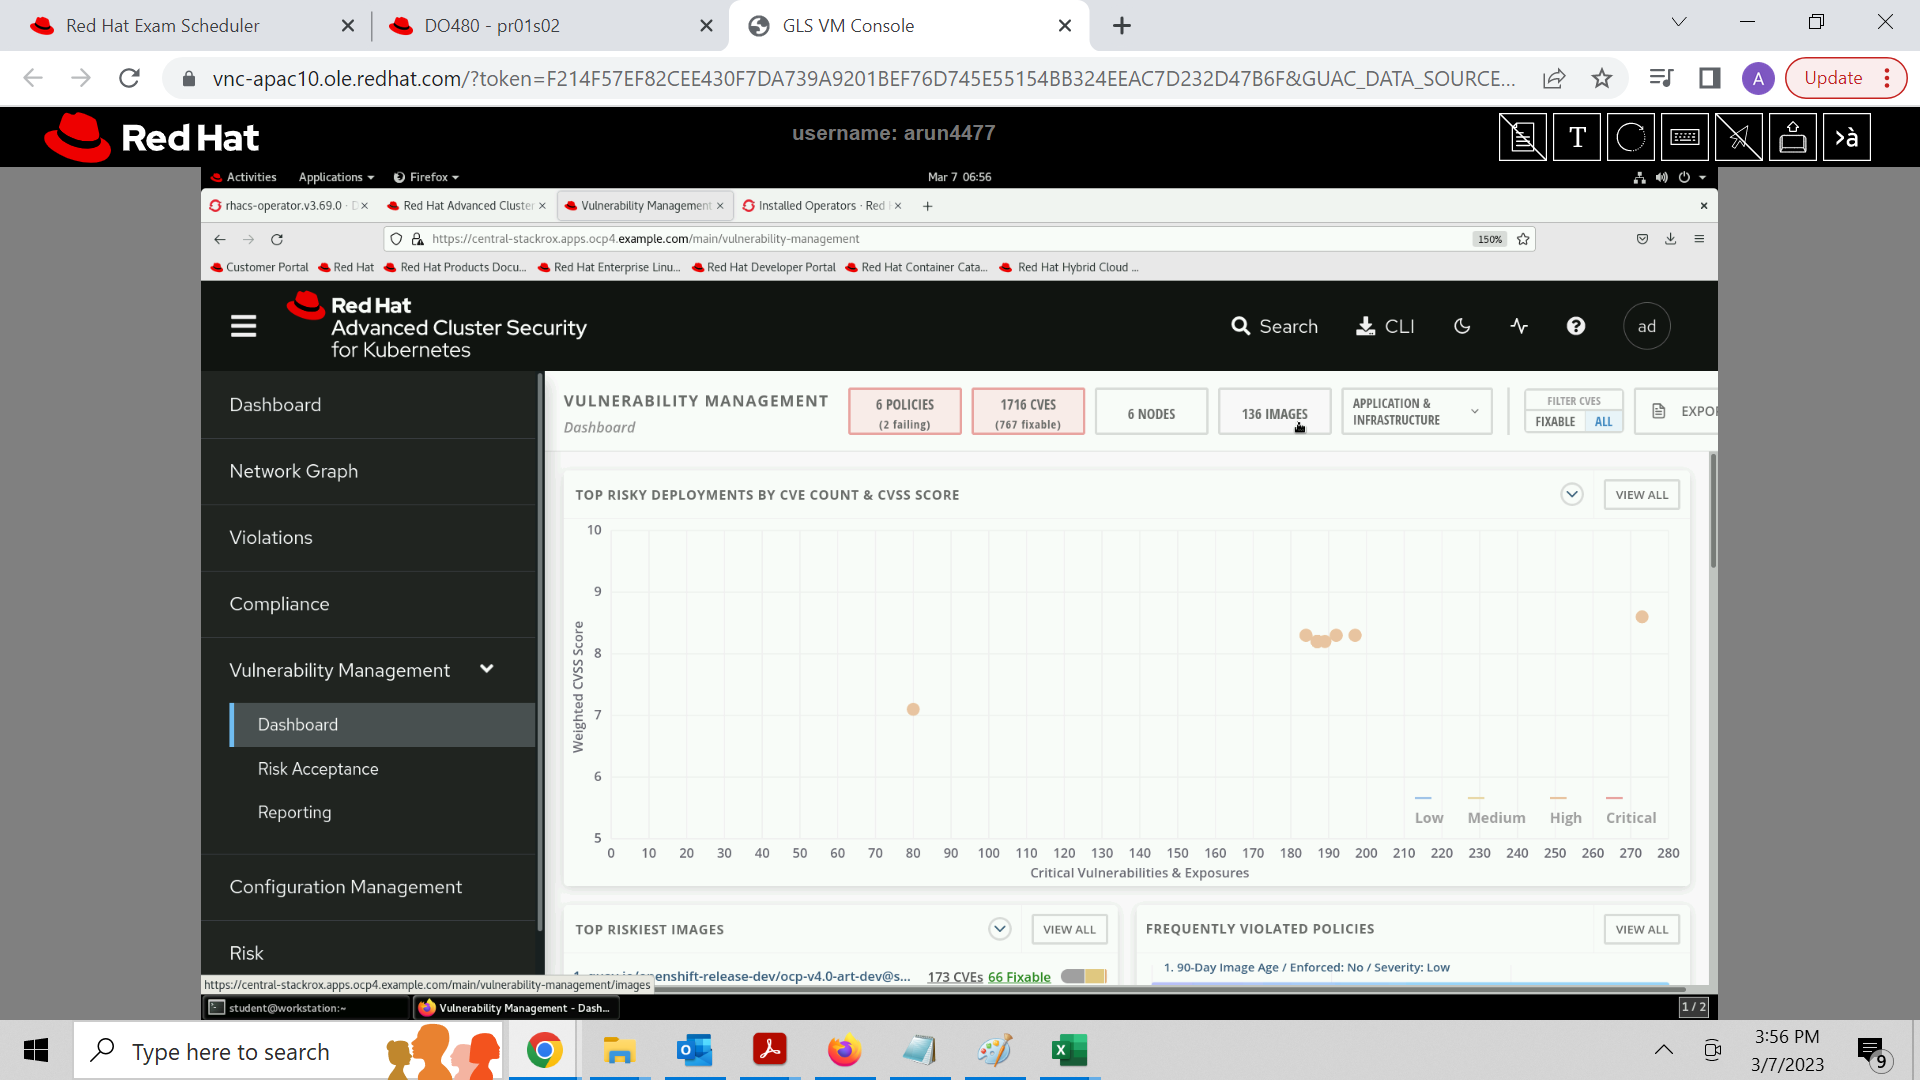 Red Hat Exam Scheduler
DO480 - pr01s02
GLS VM Console
vnc-apac10.ole.redhat.com/?token=F214F57EF82CEE430F7DA739A9201BEF76D745E55154BB324EEAC7D232D47B6F&GUAC_DATA_SOURCE...
A
Update
Red Hat
username: arun4477
T
›à
Activities
Applications
Firefox
Mar 7 06:56
rhacs-operator.v3.69.0 · D
Red Hat Advanced Cluster
Vulnerability Management
Installed Operators · Red
https://central-stackrox.apps.ocp4.example.com/main/vulnerability-management
150%
Customer Portal
Red Hat
Red Hat Products Docu...
Red Hat Enterprise Linu...
Red Hat Developer Portal
Red Hat Container Cata...
Red Hat Hybrid Cloud ...
Red Hat
Advanced Cluster Security
for Kubernetes
Search
CLI
ad
Dashboard
Network Graph
Violations
Compliance
Vulnerability Management
Dashboard
Risk Acceptance
Reporting
Configuration Management
Risk
VULNERABILITY MANAGEMENT
Dashboard
6 POLICIES
(2 failing)
1716 CVES
(767 fixable)
6 NODES
136 IMAGES
APPLICATION &
INFRASTRUCTURE
FILTER CVES
FIXABLE
ALL
EXPO
TOP RISKY DEPLOYMENTS BY CVE COUNT & CVSS SCORE
VIEW ALL
Weighted CVSS Score
10
9
8
7
6
5
Low
Medium
High
Critical
0 10 20 30 40 50 60 70 80 90 100 110 120 130 140 150 160 170 180 190 200 210 220 230 240 250 260 270 280
Critical Vulnerabilities & Exposures
TOP RISKIEST IMAGES
VIEW ALL
1. quay.io/openshift-release-dev/ocp-v4.0-art-dev@s...
173 CVEs
66 Fixable
FREQUENTLY VIOLATED POLICIES
VIEW ALL
1. 90-Day Image Age / Enforced: No / Severity: Low
https://central-stackrox.apps.ocp4.example.com/main/vulnerability-management/images
student@workstation:~
Vulnerability Management - Dash...
1 / 2
Type here to search
3:56 PM
3/7/2023
9